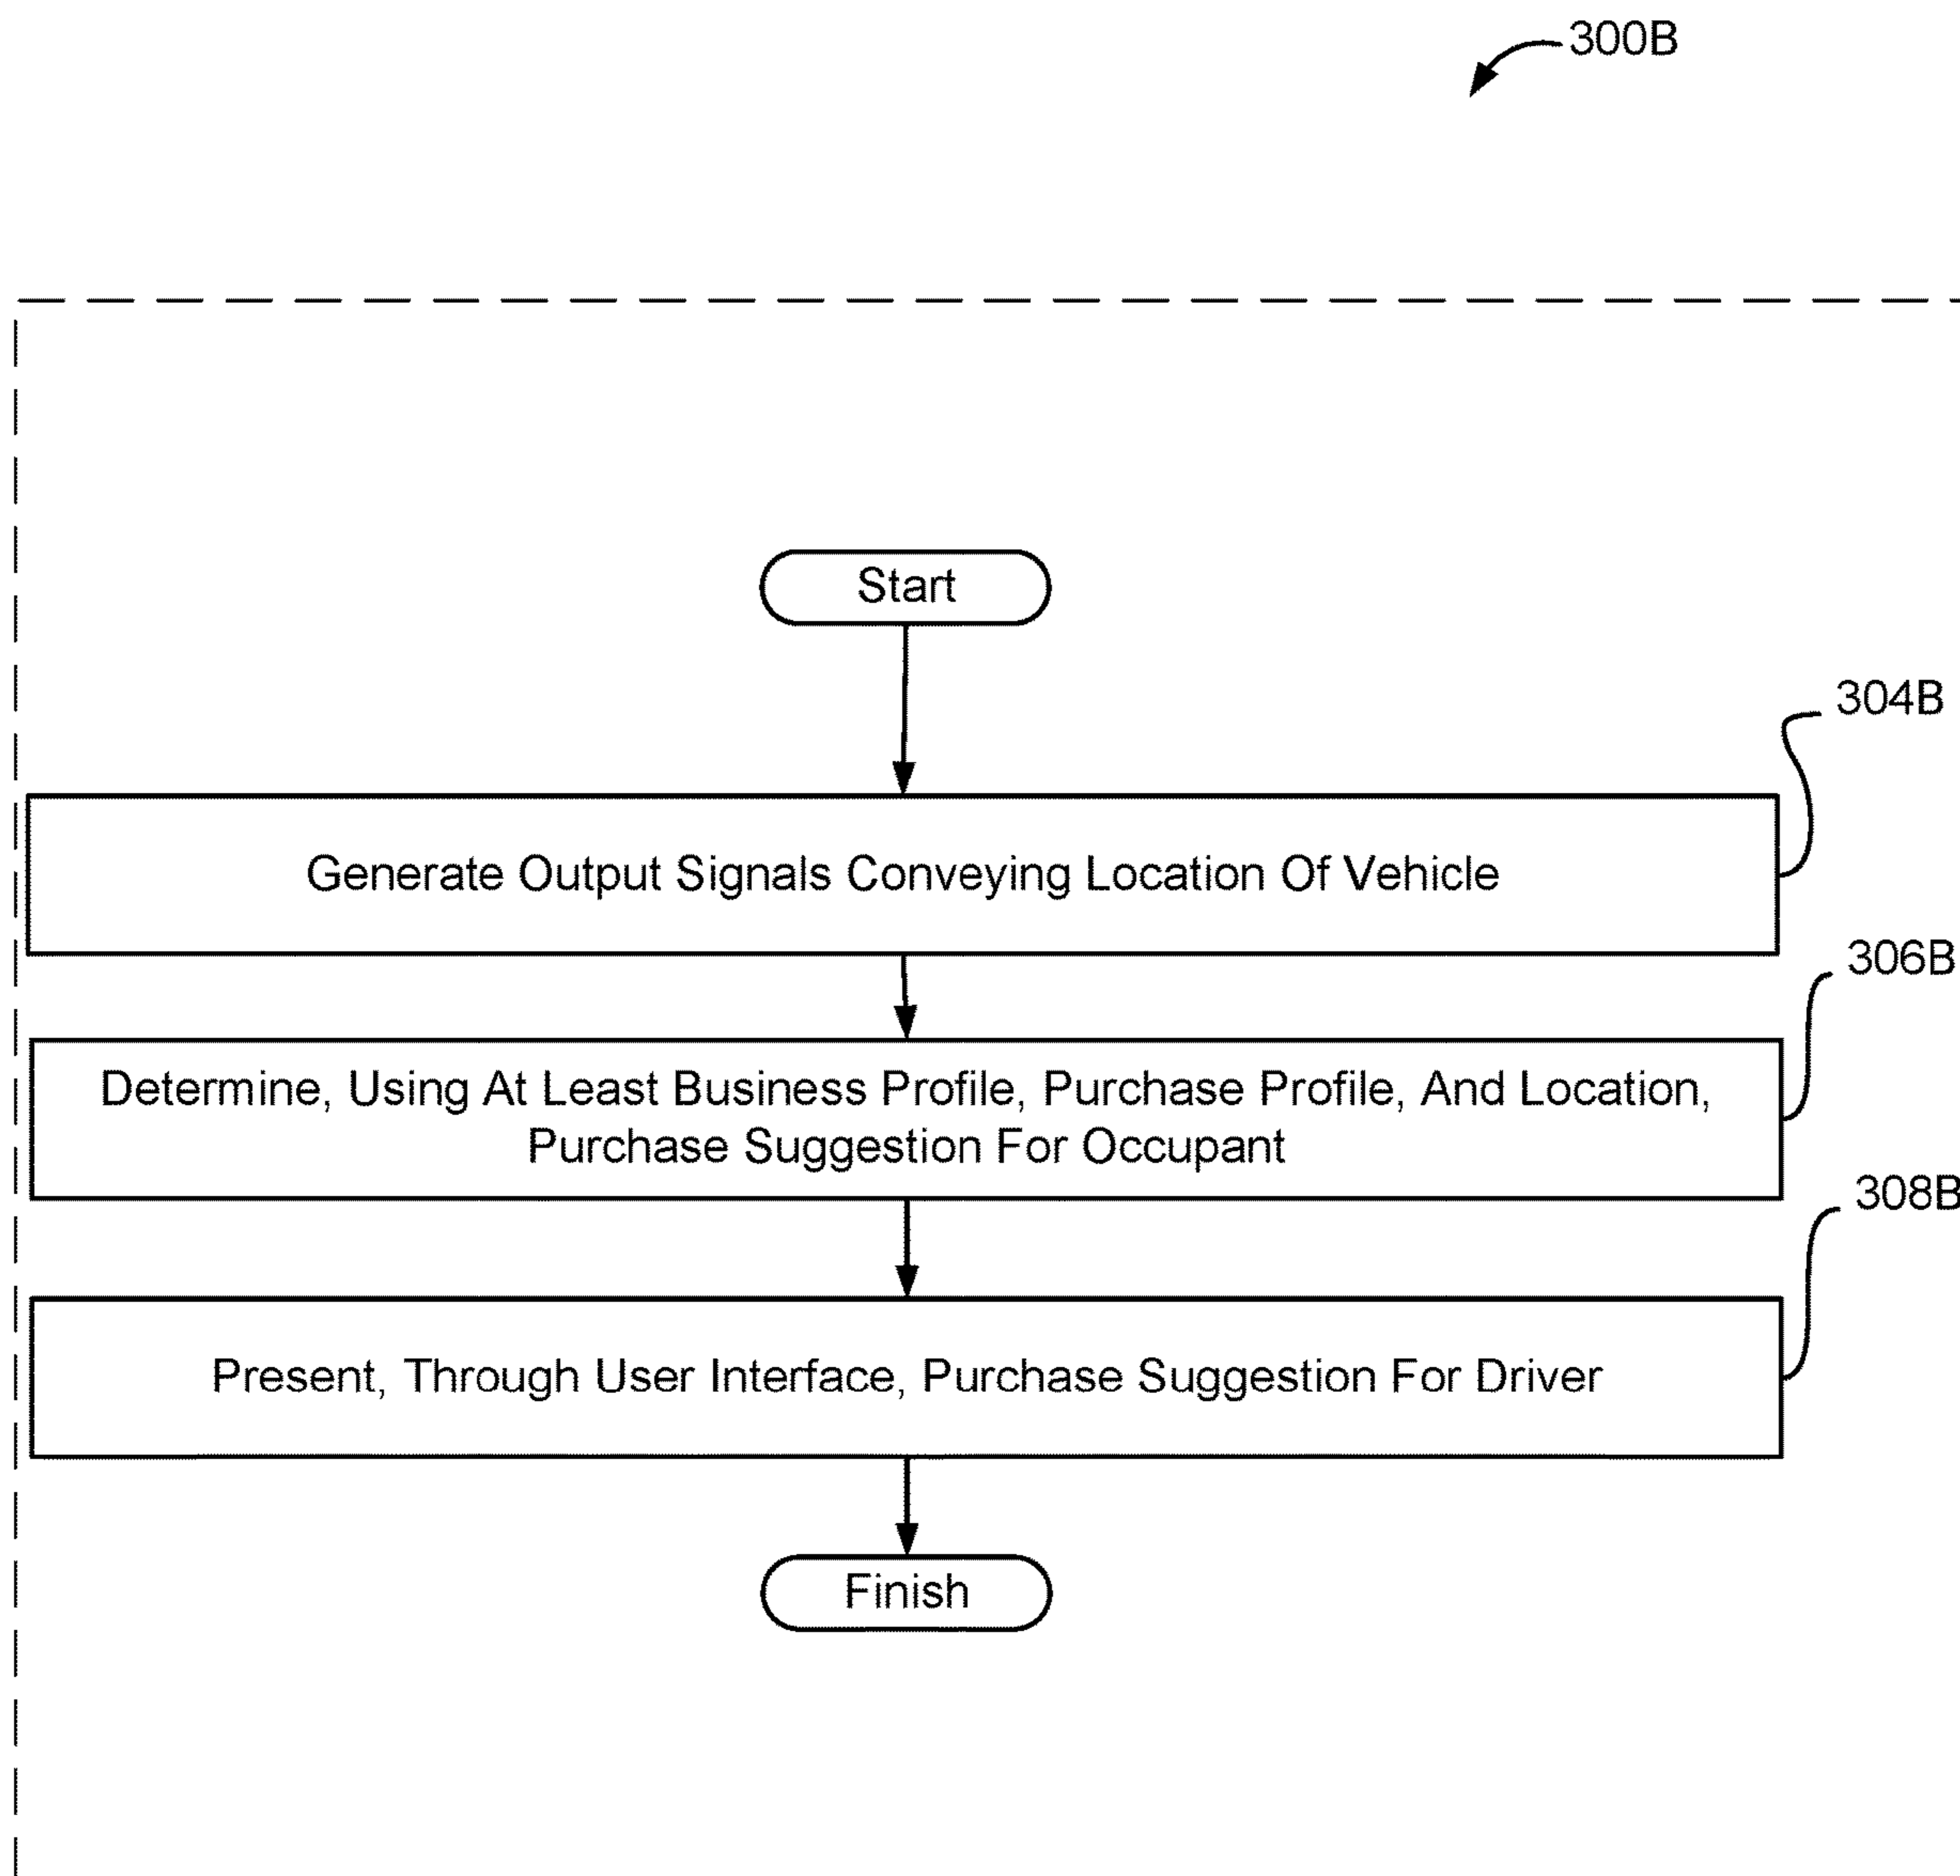 300B
Start
304B
Generate Output Signals Conveying Location Of Vehicle
306B
Determine, Using At Least Business Profile, Purchase Profile, And Location,
Purchase Suggestion For Occupant
308B
Present, Through User Interface, Purchase Suggestion For Driver
Finish